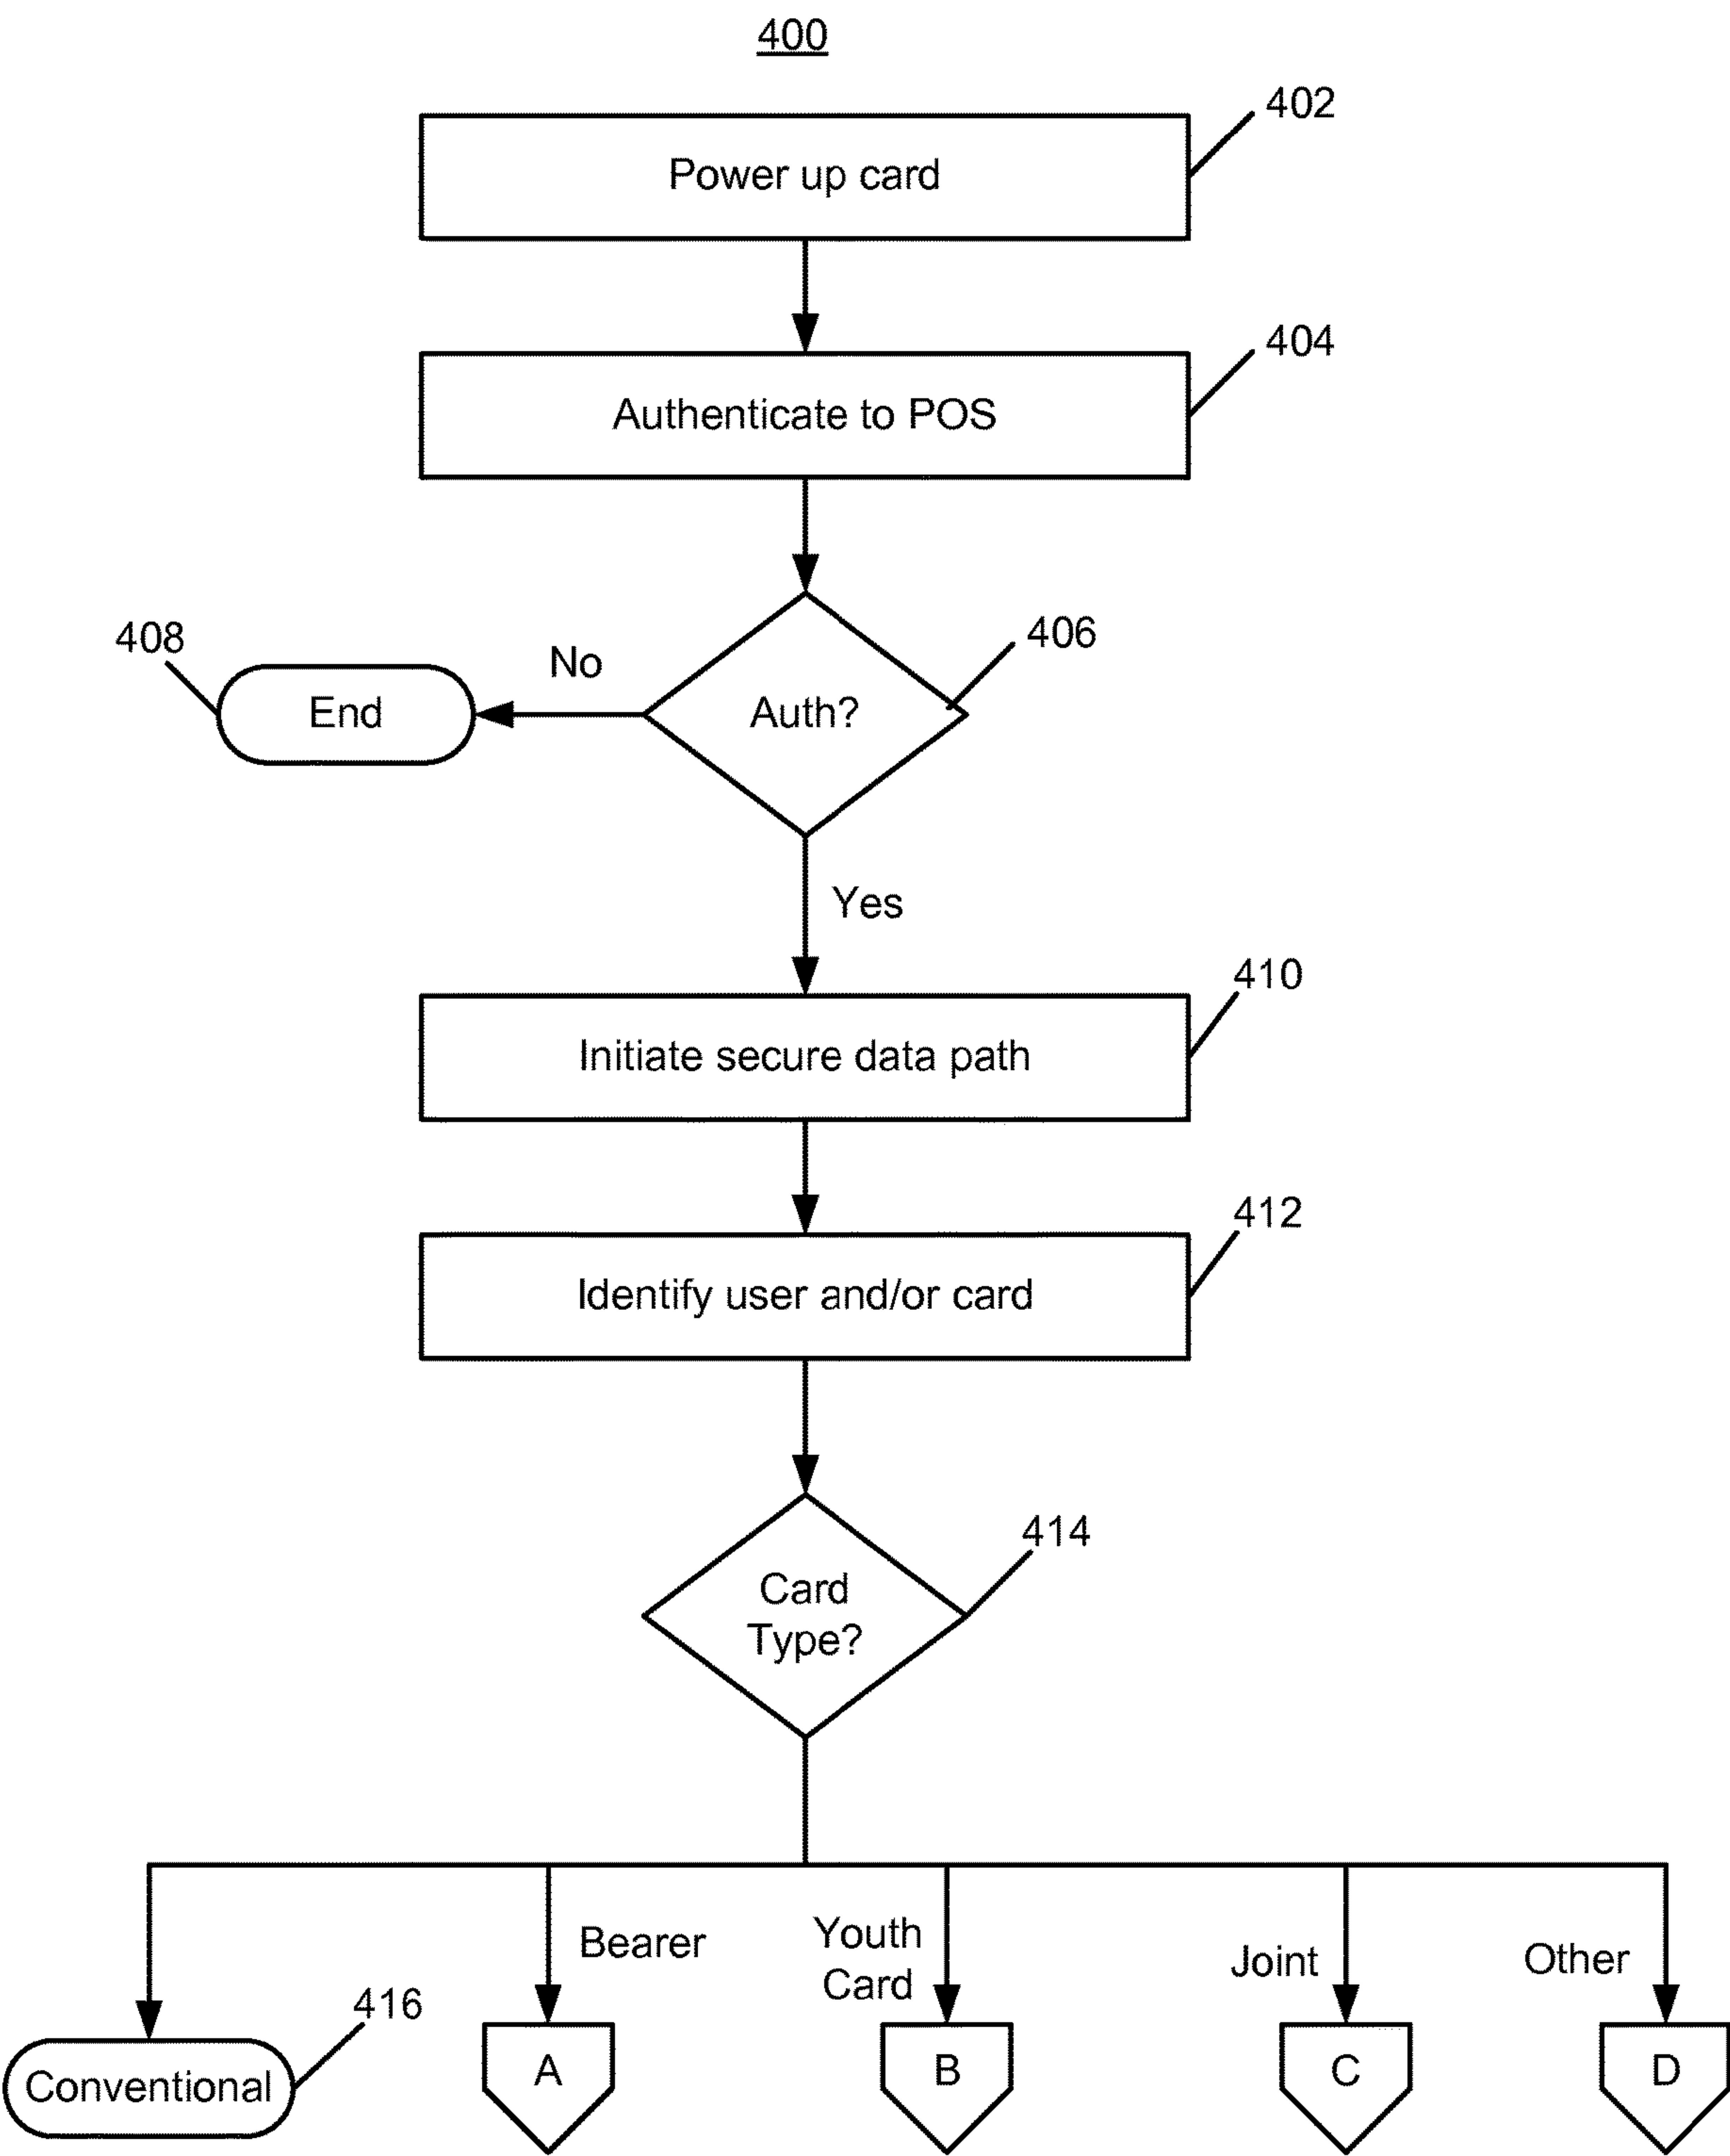 400
402
Power up card
404
Authenticate to POS
408
No
406
End
Auth?
Yes
410
Initiate secure data path
412
Identify user and/or card
414
Card
Type?
Bearer
Youth
Card
Joint
Other
416
Conventional
A
B
C
D